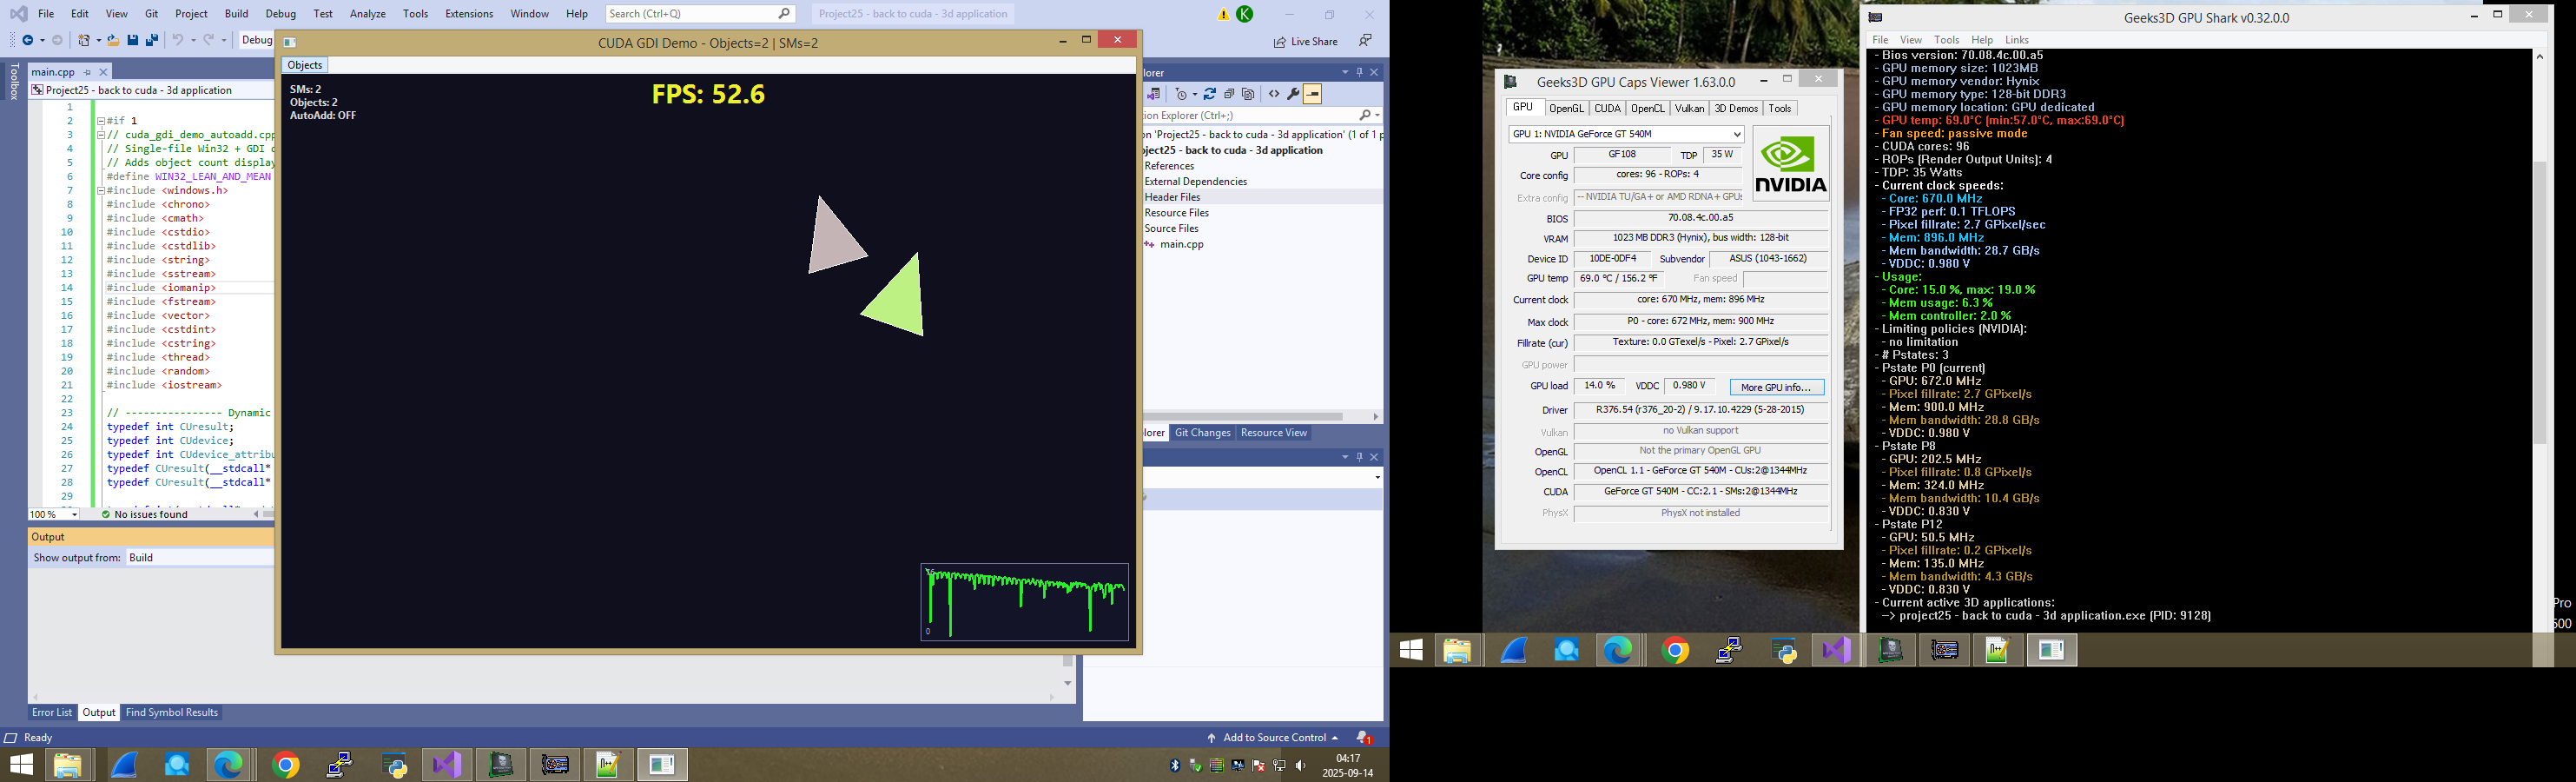 File Edit View Git Project Build Debug Test Analyze Tools Extensions Window Help Search (Ctrl+Q) Project25 - back to cuda - 3d application
K
Debug
Live Share
Toolbox
main.cpp
Project25 - back to cuda - 3d application
1
2 #if 1
3 // cuda_gdi_demo_autoadd.cpp
4 // Single-file Win32 + GDI
5 // Adds object count display
6 #define WIN32_LEAN_AND_MEAN
7 #include <windows.h>
8 #include <chrono>
9 #include <cmath>
10 #include <cstdio>
11 #include <cstdlib>
12 #include <string>
13 #include <sstream>
14 #include <iomanip>
15 #include <fstream>
16 #include <vector>
17 #include <cstdint>
18 #include <cstring>
19 #include <thread>
20 #include <random>
21 #include <iostream>
22
23 // ---------------- Dynamic
24 typedef int CUresult;
25 typedef int CUdevice;
26 typedef int CUdevice_attribu
27 typedef CUresult(__stdcall*
28 typedef CUresult(__stdcall*
29
100 % No issues found
Output
Show output from: Build
Error List Output Find Symbol Results
Ready
CUDA GDI Demo - Objects=2 | SMs=2
Objects
SMs: 2
Objects: 2
AutoAdd: OFF
FPS: 52.6
0
lorer
tion Explorer (Ctrl+;)
on 'Project25 - back to cuda - 3d application' (1 of 1 p
oject25 - back to cuda - 3d application
References
External Dependencies
Header Files
Resource Files
Source Files
main.cpp
lorer Git Changes Resource View
Add to Source Control
1
04:17
2025-09-14
Geeks3D GPU Caps Viewer 1.63.0.0
GPU OpenGL CUDA OpenCL Vulkan 3D Demos Tools
GPU 1: NVIDIA GeForce GT 540M
NVIDIA
GPU GF108 TDP 35 W
Core config cores: 96 - ROPs: 4
Extra config -- NVIDIA TU/GA+ or AMD RDNA+ GPUs
BIOS 70.08.4c.00.a5
VRAM 1023 MB DDR3 (Hynix), bus width: 128-bit
Device ID 10DE-0DF4 Subvendor ASUS (1043-1662)
GPU temp 69.0 °C / 156.2 °F Fan speed
Current clock core: 670 MHz, mem: 896 MHz
Max clock P0 - core: 672 MHz, mem: 900 MHz
Fillrate (cur) Texture: 0.0 GTexel/s - Pixel: 2.7 GPixel/s
GPU power
GPU load 14.0 % VDDC 0.980 V More GPU info...
Driver R376.54 (r376_20-2) / 9.17.10.4229 (5-28-2015)
Vulkan no Vulkan support
OpenGL Not the primary OpenGL GPU
OpenCL OpenCL 1.1 - GeForce GT 540M - CUs:2@1344MHz
CUDA GeForce GT 540M - CC:2.1 - SMs:2@1344MHz
PhysX PhysX not installed
Geeks3D GPU Shark v0.32.0.0
File View Tools Help Links
- Bios version: 70.08.4c.00.a5
- GPU memory size: 1023MB
- GPU memory vendor: Hynix
- GPU memory type: 128-bit DDR3
- GPU memory location: GPU dedicated
- GPU temp: 69.0°C (min:57.0°C, max:69.0°C)
- Fan speed: passive mode
- CUDA cores: 96
- ROPs (Render Output Units): 4
- TDP: 35 Watts
- Current clock speeds:
- Core: 670.0 MHz
- FP32 perf: 0.1 TFLOPS
- Pixel fillrate: 2.7 GPixel/sec
- Mem: 896.0 MHz
- Mem bandwidth: 28.7 GB/s
- VDDC: 0.980 V
- Usage:
- Core: 15.0 %, max: 19.0 %
- Mem usage: 6.3 %
- Mem controller: 2.0 %
- Limiting policies (NVIDIA):
- no limitation
- # Pstates: 3
- Pstate P0 (current)
- GPU: 672.0 MHz
- Pixel fillrate: 2.7 GPixel/s
- Mem: 900.0 MHz
- Mem bandwidth: 28.8 GB/s
- VDDC: 0.980 V
- Pstate P8
- GPU: 202.5 MHz
- Pixel fillrate: 0.8 GPixel/s
- Mem: 324.0 MHz
- Mem bandwidth: 10.4 GB/s
- VDDC: 0.830 V
- Pstate P12
- GPU: 50.5 MHz
- Pixel fillrate: 0.2 GPixel/s
- Mem: 135.0 MHz
- Mem bandwidth: 4.3 GB/s
- VDDC: 0.830 V
- Current active 3D applications:
-> project25 - back to cuda - 3d application.exe (PID: 9128)
Pro
600